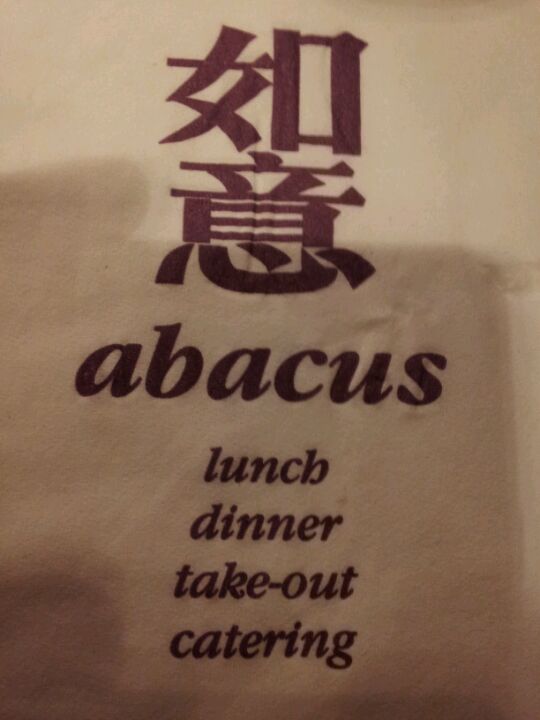 如
意
abacus
lunch
dinner
take-out
catering